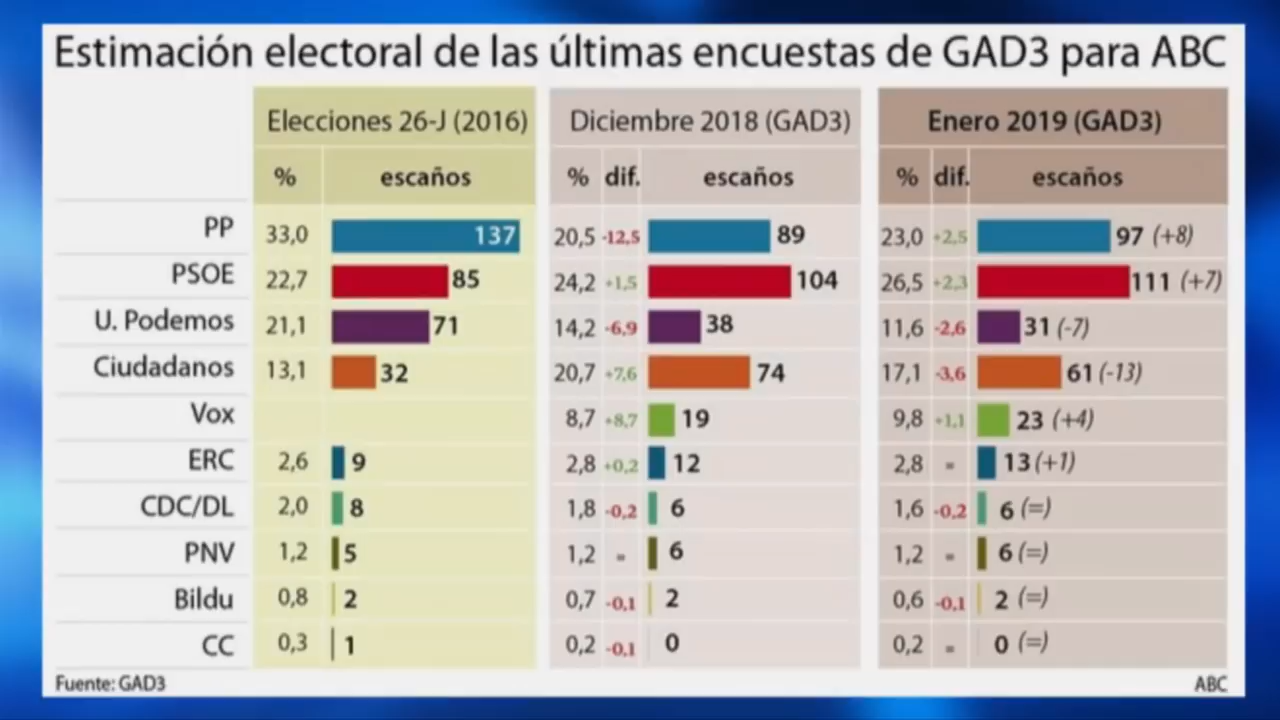 Estimación electoral de las últimas encuestas de GAD3 para ABC
Elecciones 26-J (2016) Diciembre 2018 (GAD3) Enero 2019 (GAD3)
% escaños % dif. escaños % dif. escaños
PP 33,0 137 20,5 -12,5 89 23,0 +2,5 97 (+8)
PSOE 22,7 85 24,2 +1,5 104 26,5 +2,3 111 (+7)
U. Podemos 21,1 71 14,2 -6,9 38 11,6 -2,6 31 (-7)
Ciudadanos 13,1 32 20,7 +7,6 74 17,1 -3,6 61 (-13)
Vox 8,7 +8,7 19 9,8 +1,1 23 (+4)
ERC 2,6 9 2,8 +0,2 12 2,8 = 13 (+1)
CDC/DL 2,0 8 1,8 -0,2 6 1,6 -0,2 6 (=)
PNV 1,2 5 1,2 = 6 1,2 = 6 (=)
Bildu 0,8 2 0,7 -0,1 2 0,6 -0,1 2 (=)
CC 0,3 1 0,2 -0,1 0 0,2 = 0 (=)
Fuente: GAD3 ABC